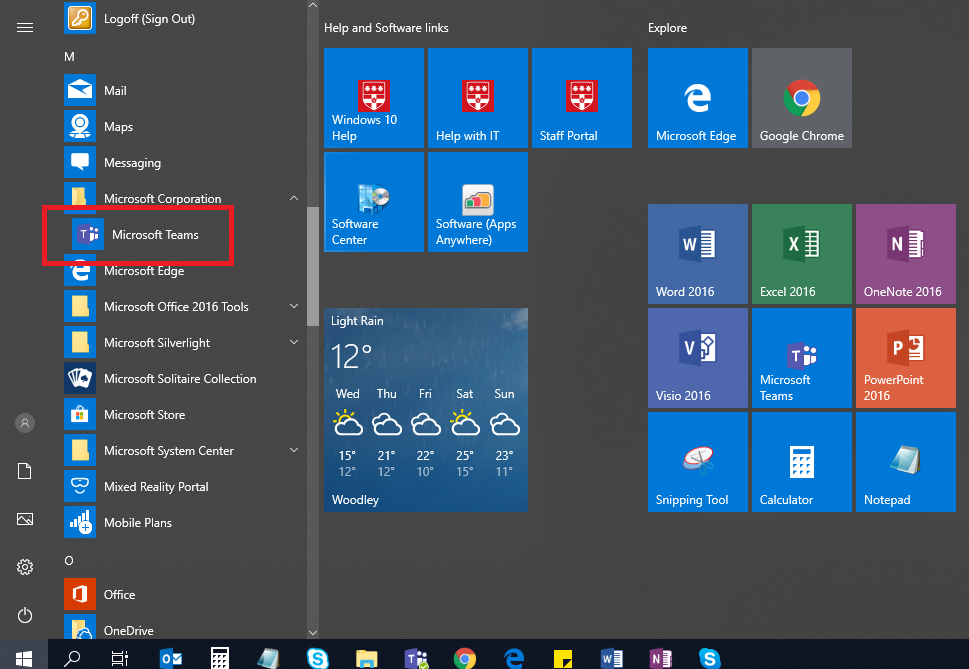 Logoff (Sign Out)
M
Mail
Maps
Messaging
Microsoft Corporation
Microsoft Teams
Microsoft Edge
Microsoft Office 2016 Tools
Microsoft Silverlight
Microsoft Solitaire Collection
Microsoft Store
Microsoft System Center
Mixed Reality Portal
Mobile Plans
O
Office
OneDrive
Help and Software links
Windows 10
Help
Help with IT
Staff Portal
Software
Center
Software (Apps
Anywhere)
Light Rain
12°
Wed Thu Fri Sat Sun
15° 21° 22° 25° 23°
12° 12° 10° 15° 11°
Woodley
Explore
Microsoft Edge
Google Chrome
Word 2016
Excel 2016
OneNote 2016
Visio 2016
Microsoft
Teams
PowerPoint
2016
Snipping Tool
Calculator
Notepad